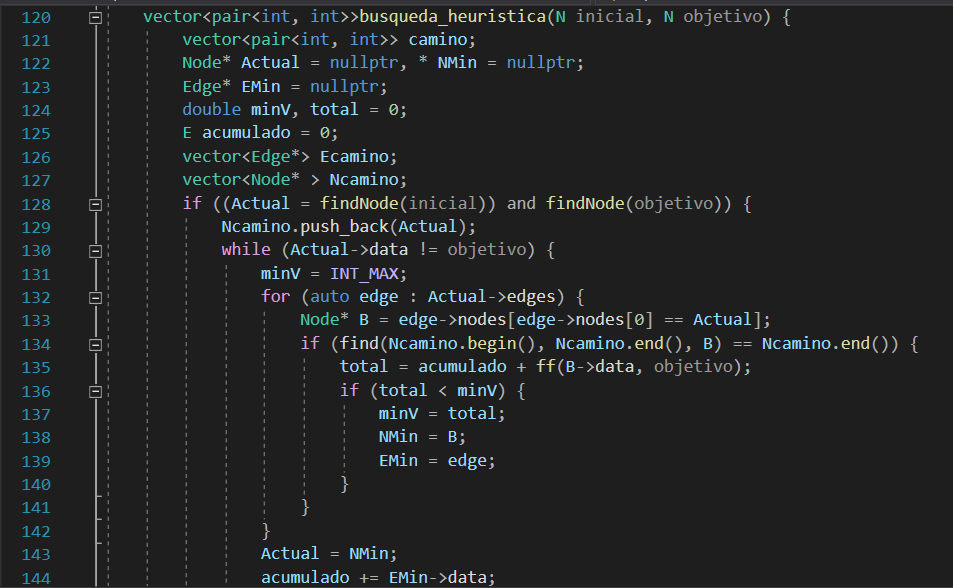 120 vector<pair<int, int>>busqueda_heuristica(N inicial, N objetivo) {
121 vector<pair<int, int>> camino;
122 Node* Actual = nullptr, * NMin = nullptr;
123 Edge* EMin = nullptr;
124 double minV, total = 0;
125 E acumulado = 0;
126 vector<Edge*> Ecamino;
127 vector<Node* > Ncamino;
128 if ((Actual = findNode(inicial)) and findNode(objetivo)) {
129 Ncamino.push_back(Actual);
130 while (Actual->data != objetivo) {
131 minV = INT_MAX;
132 for (auto edge : Actual->edges) {
133 Node* B = edge->nodes[edge->nodes[0] == Actual];
134 if (find(Ncamino.begin(), Ncamino.end(), B) == Ncamino.end()) {
135 total = acumulado + ff(B->data, objetivo);
136 if (total < minV) {
137 minV = total;
138 NMin = B;
139 EMin = edge;
140 }
141 }
142 }
143 Actual = NMin;
144 acumulado += EMin->data;